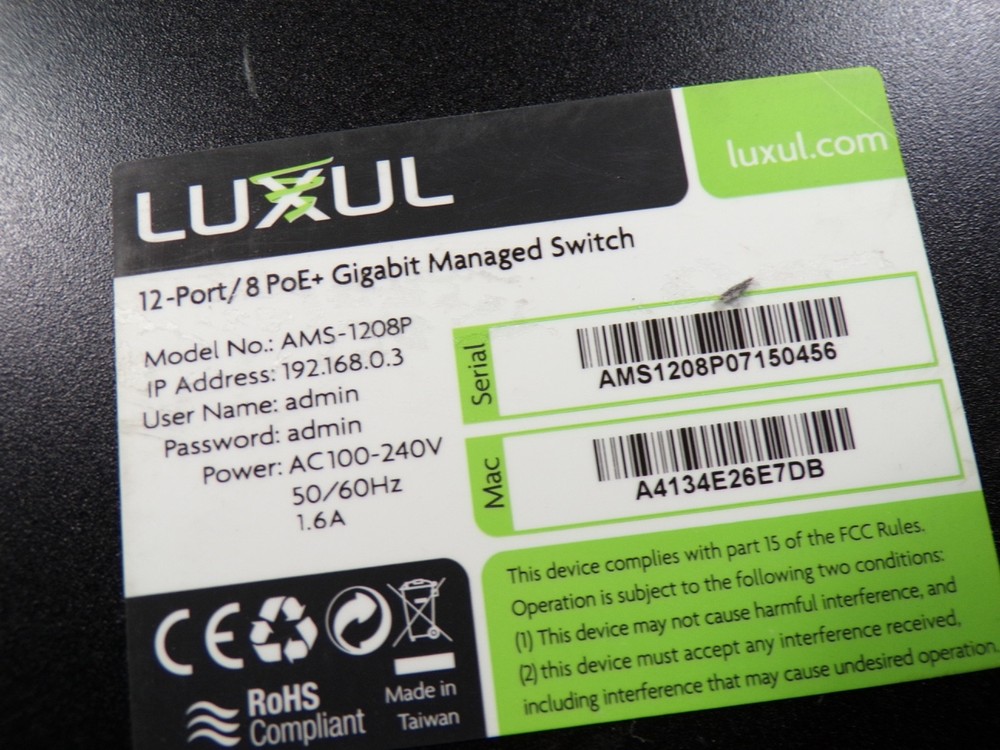 LUXUL
luxul.com
12-Port/8 PoE+ Gigabit Managed Switch
Model No.: AMS-1208P
IP Address: 192.168.0.3
User Name: admin
Password: admin
Power: AC100-240V
50/60Hz
1.6A
Serial
AMS1208P07150456
Mac
A4134E26E7DB
This device complies with part 15 of the FCC Rules.
Operation is subject to the following two conditions:
(1) This device may not cause harmful interference, and
(2) this device must accept any interference received,
including interference that may cause undesired operation.
CE
RoHS
Compliant
Made in
Taiwan